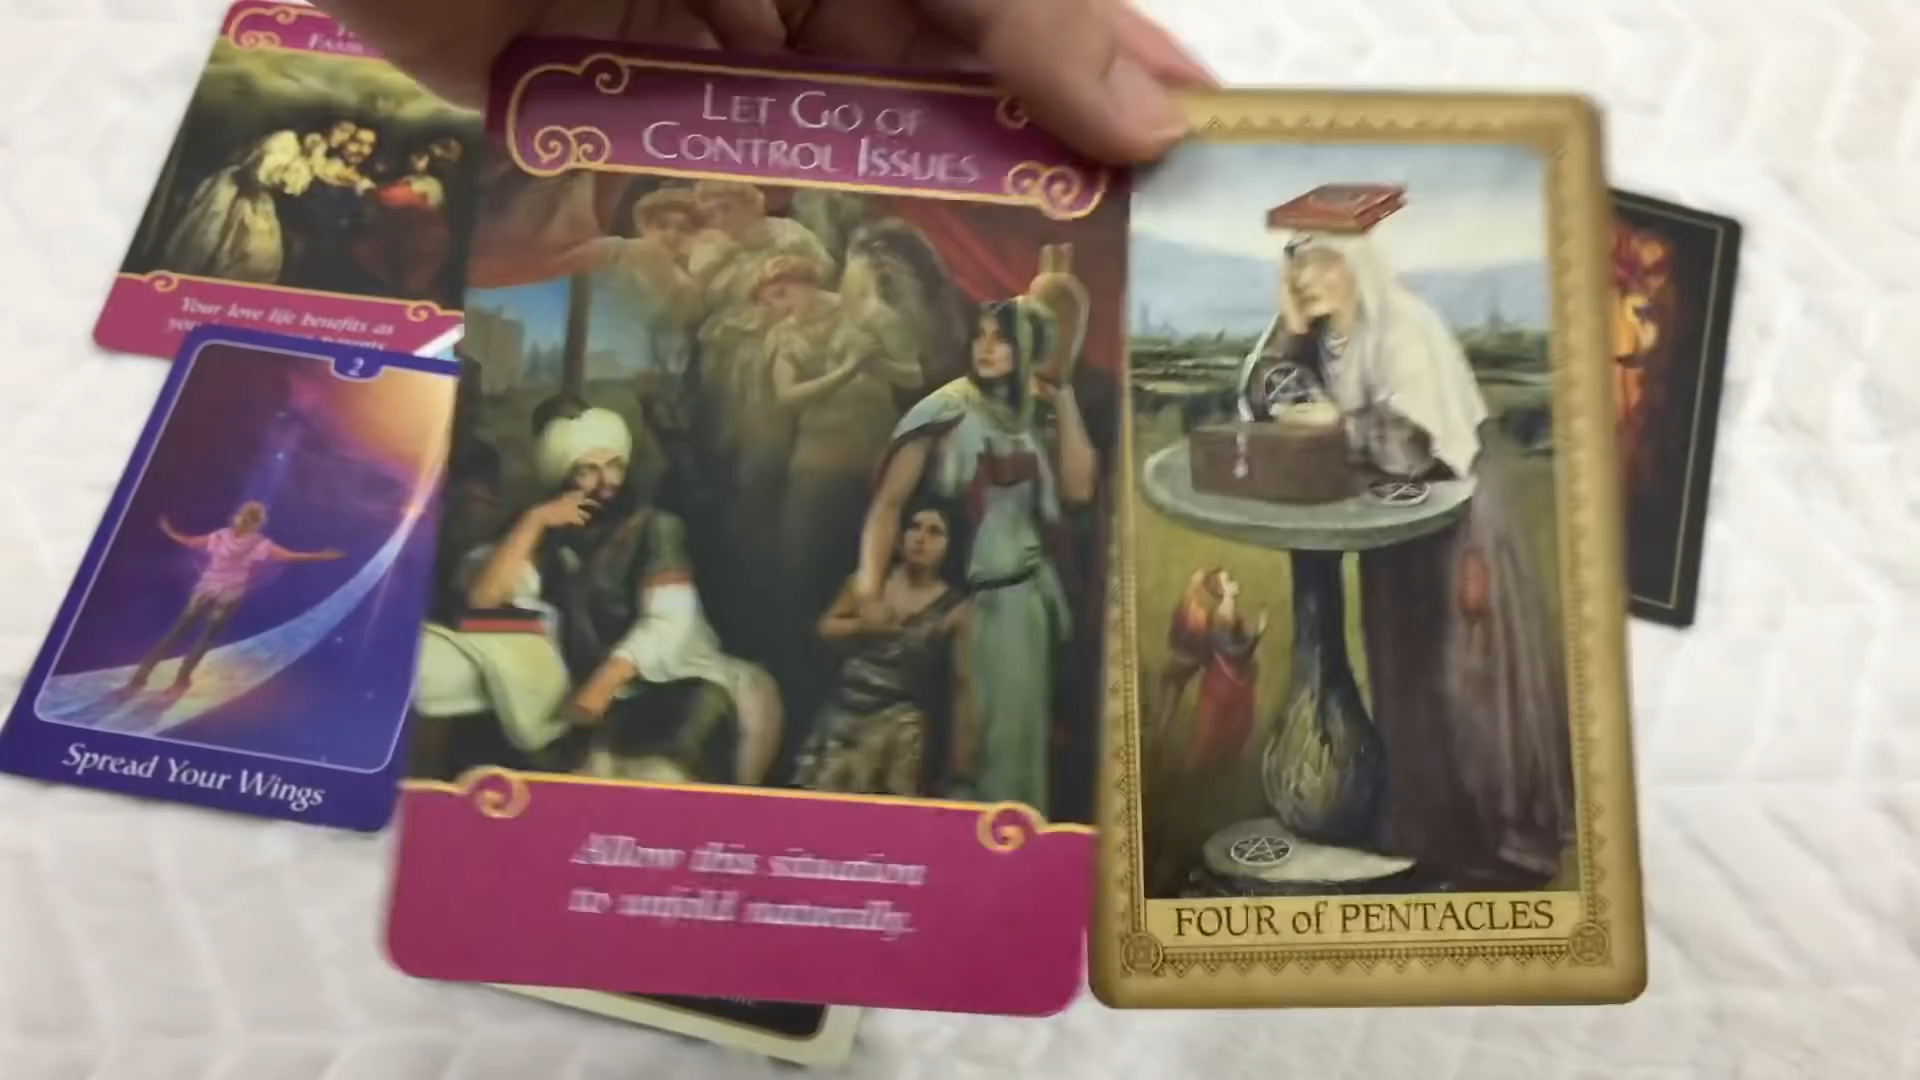 LET GO OF
CONTROL ISSUES
Your love life benefits as
2
Spread Your Wings
Allow this situation
to unfold naturally.
FOUR of PENTACLES